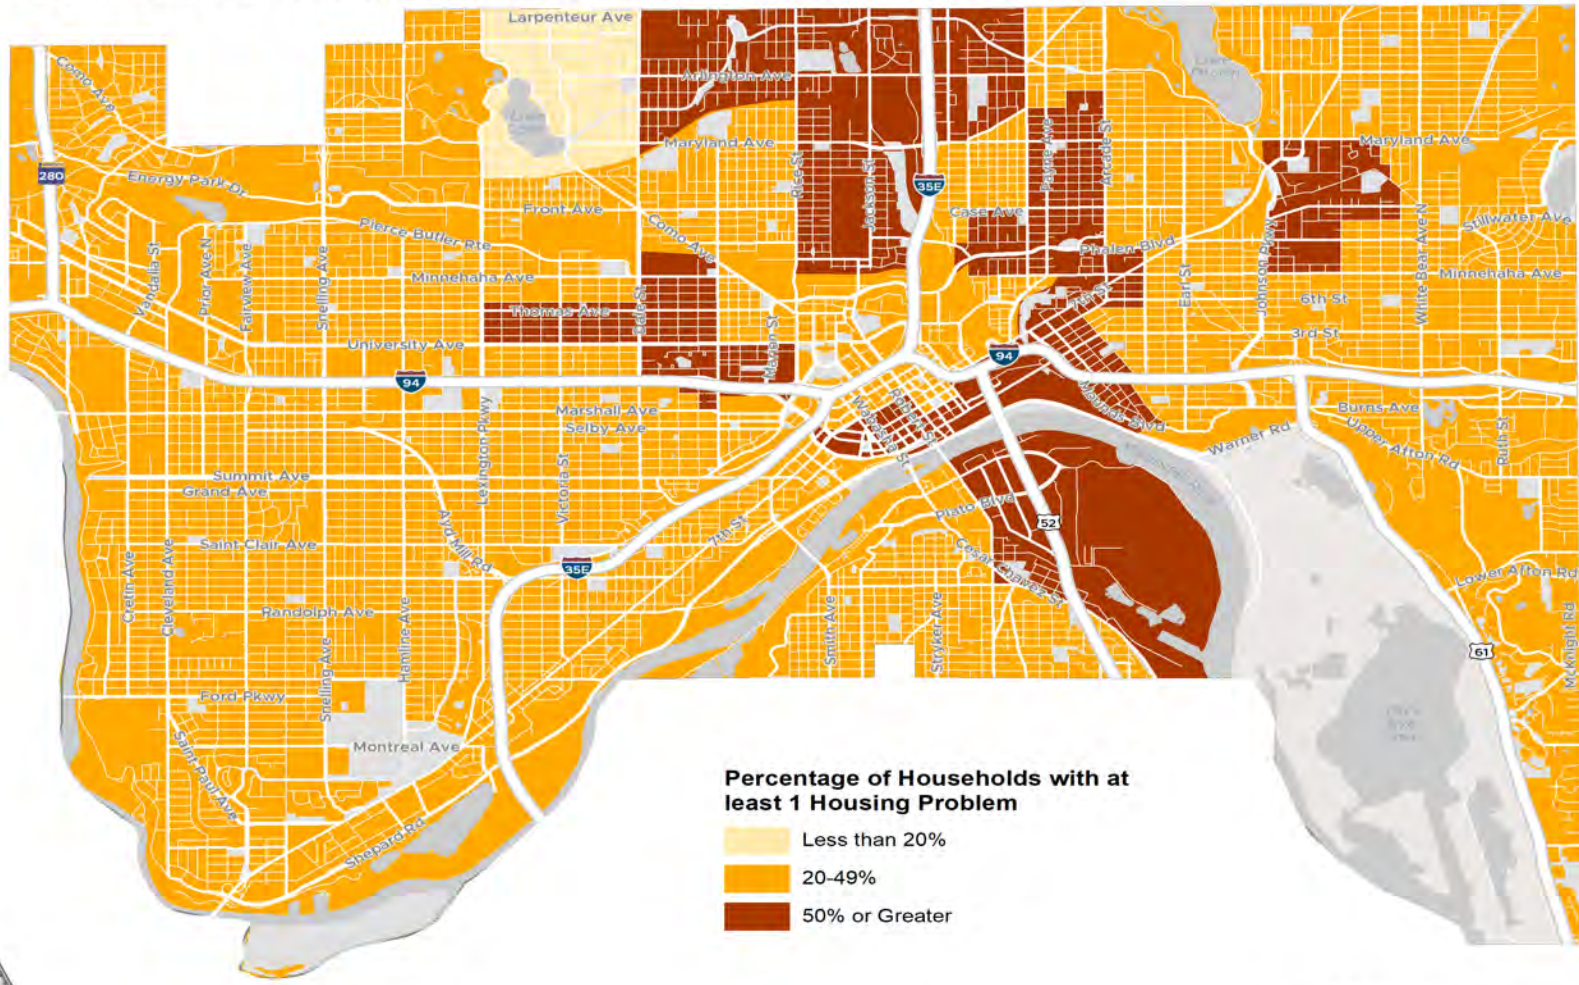 Larpenteur Ave
Como Ave
Arlington Ave
Maryland Ave
Maryland Ave
280
Energy Park Dr
Rice St
Jackson St
35E
Payne Ave
Arcade St
Front Ave
Case Ave
Como Ave
Pierce Butler Rte
Phalen Blvd
Stillwater Ave
Vandalia St
Prior Ave N
Fairview Ave
Snelling Ave
Minnehaha Ave
Minnehaha Ave
Earl St
Johnson Pkwy
White Bear Ave N
Thomas Ave
Dale St
7th St
6th St
3rd St
University Ave
Marion St
94
94
Marshall Ave
Selby Ave
Lexington Pkwy
Wabasha St
Robert St
Mounds Blvd
Burns Ave
Upper Afton Rd
Ruth St
Warner Rd
Summit Ave
Grand Ave
Victoria St
Plato Blvd
52
Ayd Mill Rd
7th St
Saint Clair Ave
35E
Cesar Chavez St
Cretin Ave
Cleveland Ave
Lower Afton Rd
Randolph Ave
Hamline Ave
Smith Ave
Stryker Ave
McKnight Rd
61
Ford Pkwy
Snelling Ave
Montreal Ave
Saint Paul Ave
Shepard Rd
Percentage of Households with at
least 1 Housing Problem
Less than 20%
20-49%
50% or Greater